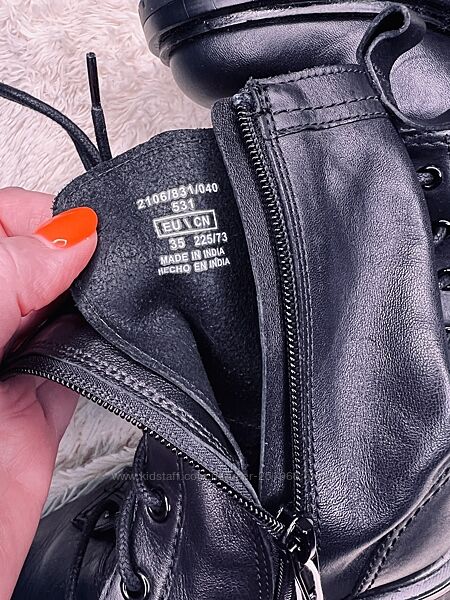 2106/831/040
531
EU \ CN
35 225/73
MADE IN INDIA
HECHO EN INDIA